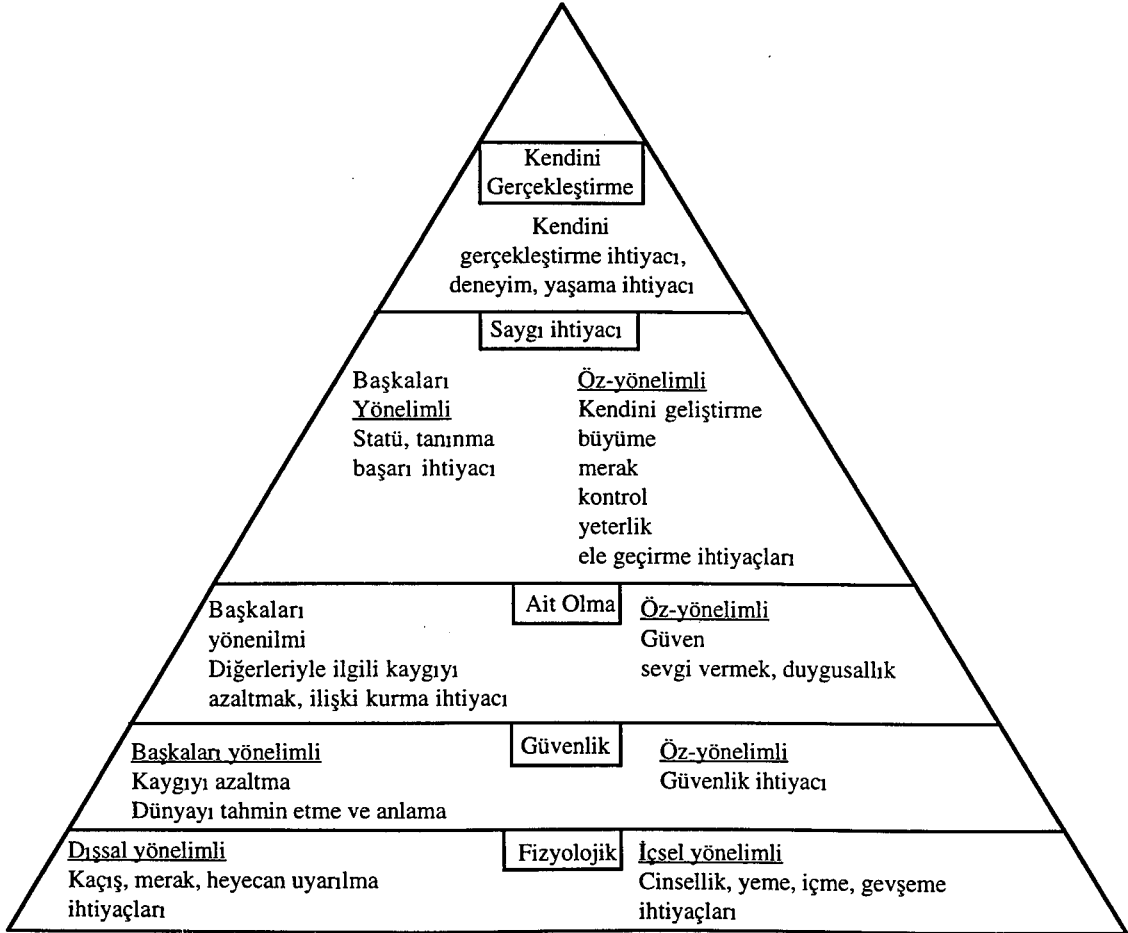 Kendini
Gerçekleştirme
Kendini
gerçekleştirme ihtiyacı,
deneyim, yaşama ihtiyacı
Saygı ihtiyacı
Başkaları
Yönelimli
Statü, tanınma
başarı ihtiyacı
Öz-yönelimli
Kendini geliştirme
büyüme
merak
kontrol
yeterlik
ele geçirme ihtiyaçları
Ait Olma
Başkaları
yönenilmi
Diğerleriyle ilgili kaygıyı
azaltmak, ilişki kurma ihtiyacı
Öz-yönelimli
Güven
sevgi vermek, duygusallık
Güvenlik
Başkaları yönelimli
Kaygıyı azaltma
Dünyayı tahmin etme ve anlama
Öz-yönelimli
Güvenlik ihtiyacı
Fizyolojik
Dışsal yönelimli
Kaçış, merak, heyecan uyarılma
ihtiyaçları
İçsel yönelimli
Cinsellik, yeme, içme, gevşeme
ihtiyaçları